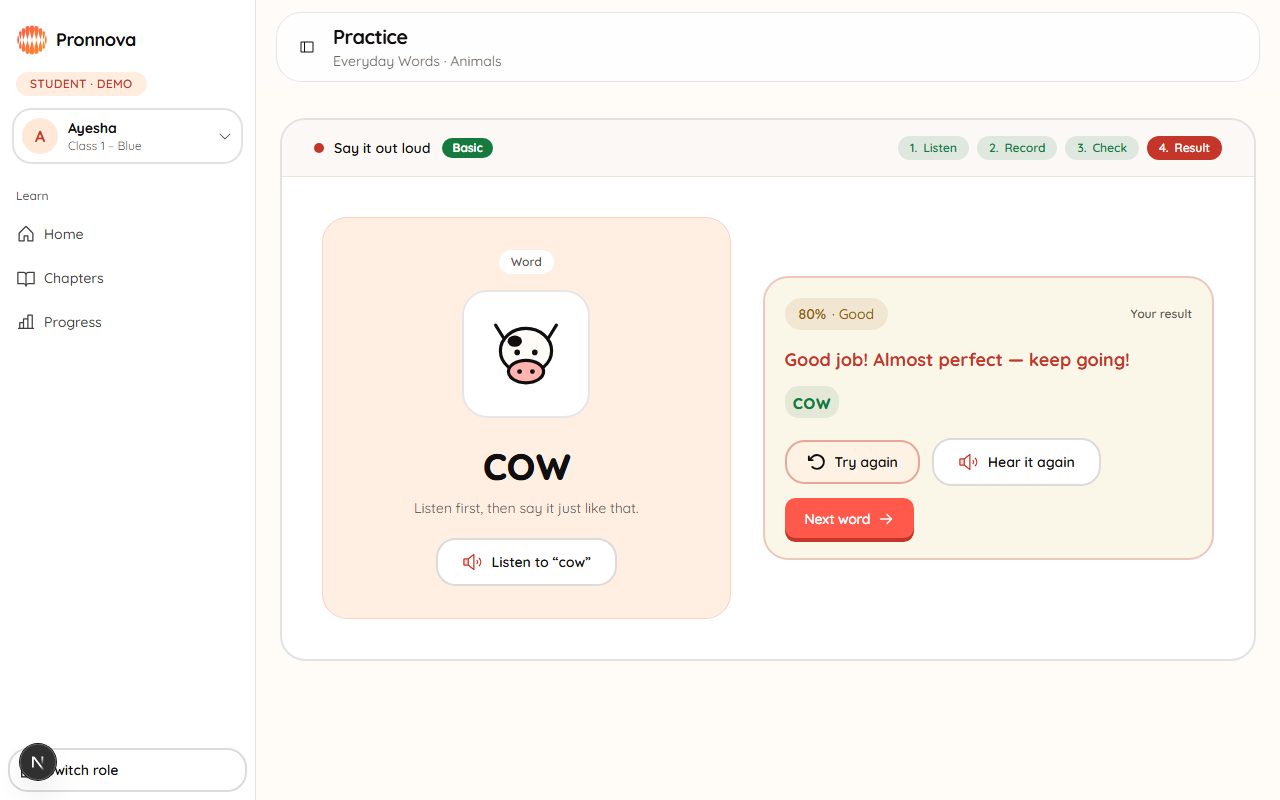 Pronnova
STUDENT · DEMO
A
Ayesha
Class 1 – Blue
Learn
Home
Chapters
Progress
N
witch role
Practice
Everyday Words · Animals
Say it out loud
Basic
1. Listen
2. Record
3. Check
4. Result
Word
cow
Listen first, then say it just like that.
Listen to “cow”
80% · Good
Your result
Good job! Almost perfect — keep going!
cow
Try again
Hear it again
Next word